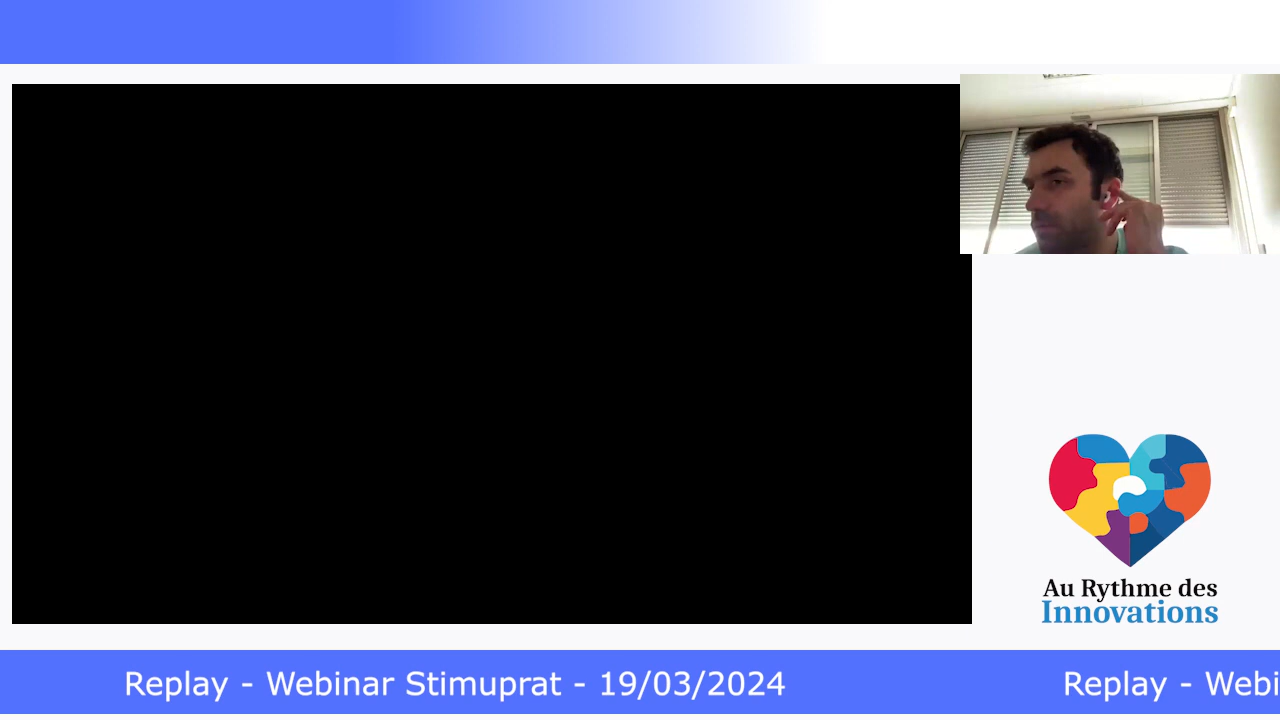 Au Rythme des
Innovations
Replay - Webinar Stimuprat - 19/03/2024
Replay - Webi